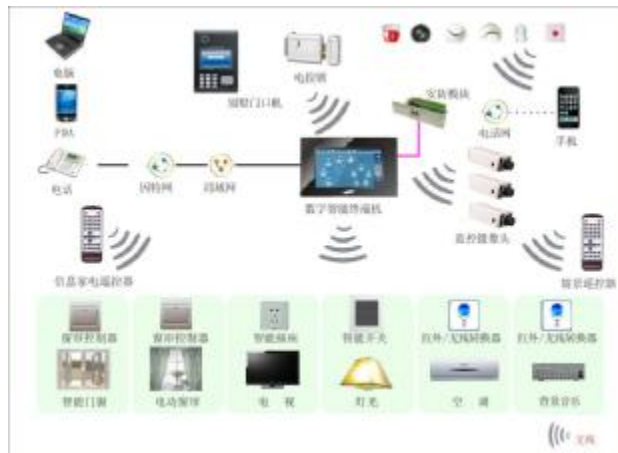 电脑
别墅门口机
电控锁
PDA
安防模块
电话网
手机
电话
因特网
局域网
数字智能终端机
监控摄像头
信息家电遥控器
情景遥控器
窗帘控制器
窗帘控制器
智能插座
智能开关
红外/无线转换器
红外/无线转换器
智能门窗
电动窗帘
电 视
灯光
空 调
背景音乐
无线